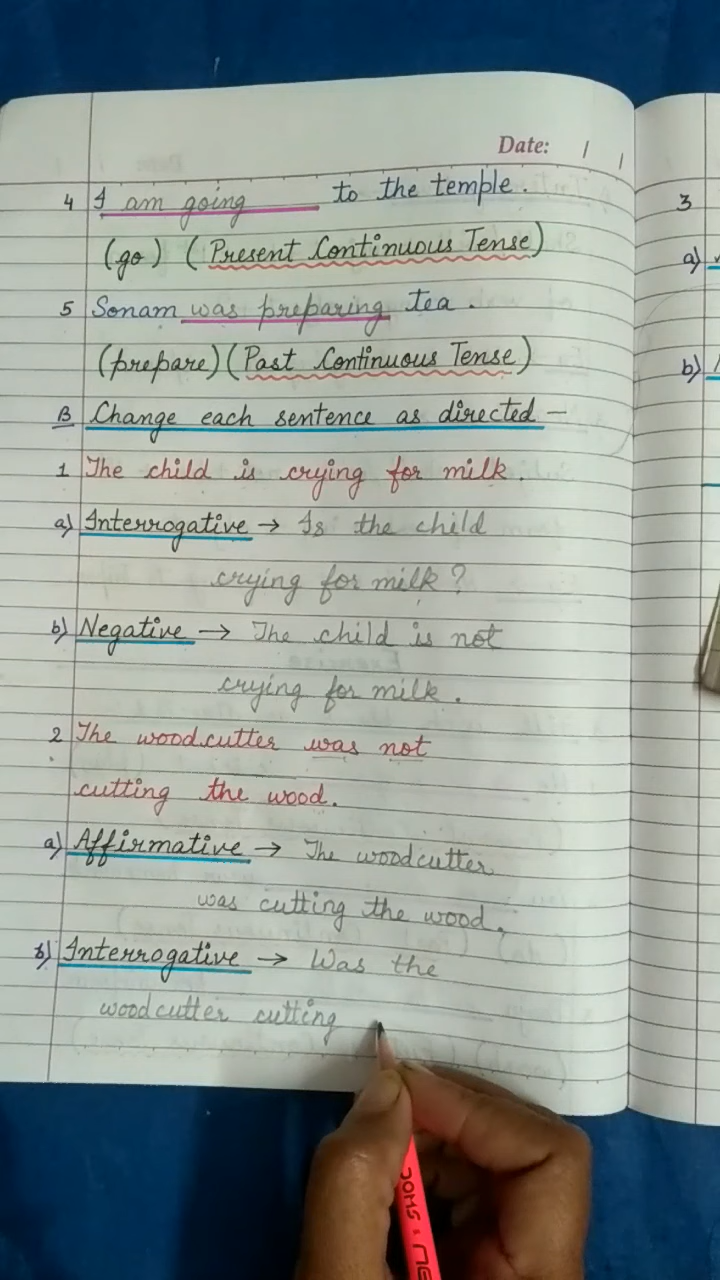 Date: / /
4 I am going to the temple.
(go) (Present Continuous Tense)
5 Sonam was preparing tea.
(prepare) (Past Continuous Tense)
B Change each sentence as directed —
1 The child is crying for milk.
a) Interrogative → Is the child
crying for milk?
b) Negative → The child is not
crying for milk.
2 The woodcutter was not
cutting the wood.
a) Affirmative → The woodcutter
was cutting the wood.
b) Interrogative → Was the
woodcutter cutting
3
a)
b)
DOMS